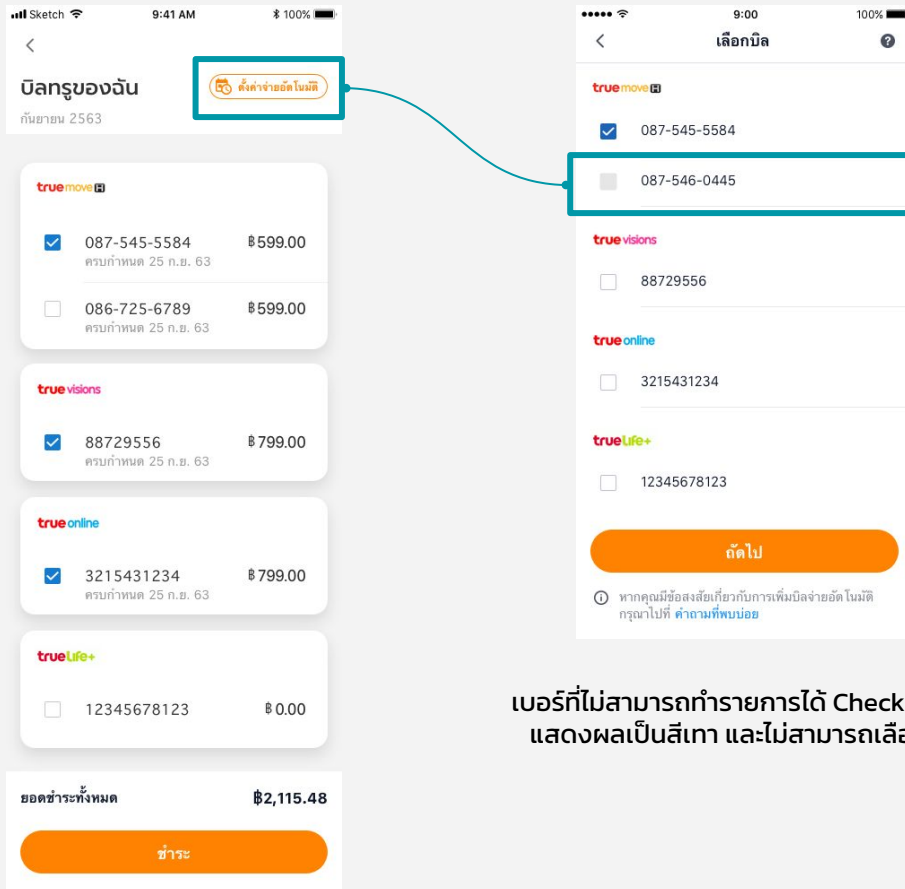 Sketch 9:41 AM 100%
บิลทรูของฉัน
ตั้งค่าจ่ายอัตโนมัติ
กันยายน 2563
truemove H
087-545-5584 ฿599.00
ครบกำหนด 25 ก.ย. 63
086-725-6789 ฿599.00
ครบกำหนด 25 ก.ย. 63
truevisions
88729556 ฿799.00
ครบกำหนด 25 ก.ย. 63
trueonline
3215431234 ฿799.00
ครบกำหนด 25 ก.ย. 63
trueLife+
12345678123 ฿0.00
ยอดชำระทั้งหมด ฿2,115.48
ชำระ
9:00 100%
เลือกบิล
truemove H
087-545-5584
087-546-0445
truevisions
88729556
trueonline
3215431234
trueLife+
12345678123
ถัดไป
หากคุณมีข้อสงสัยเกี่ยวกับการเพิ่มบิลจ่ายอัตโนมัติ
กรุณาไปที่ คำถามที่พบบ่อย
เบอร์ที่ไม่สามารถทำรายการได้ Check
แสดงผลเป็นสีเทา และไม่สามารถเลือ